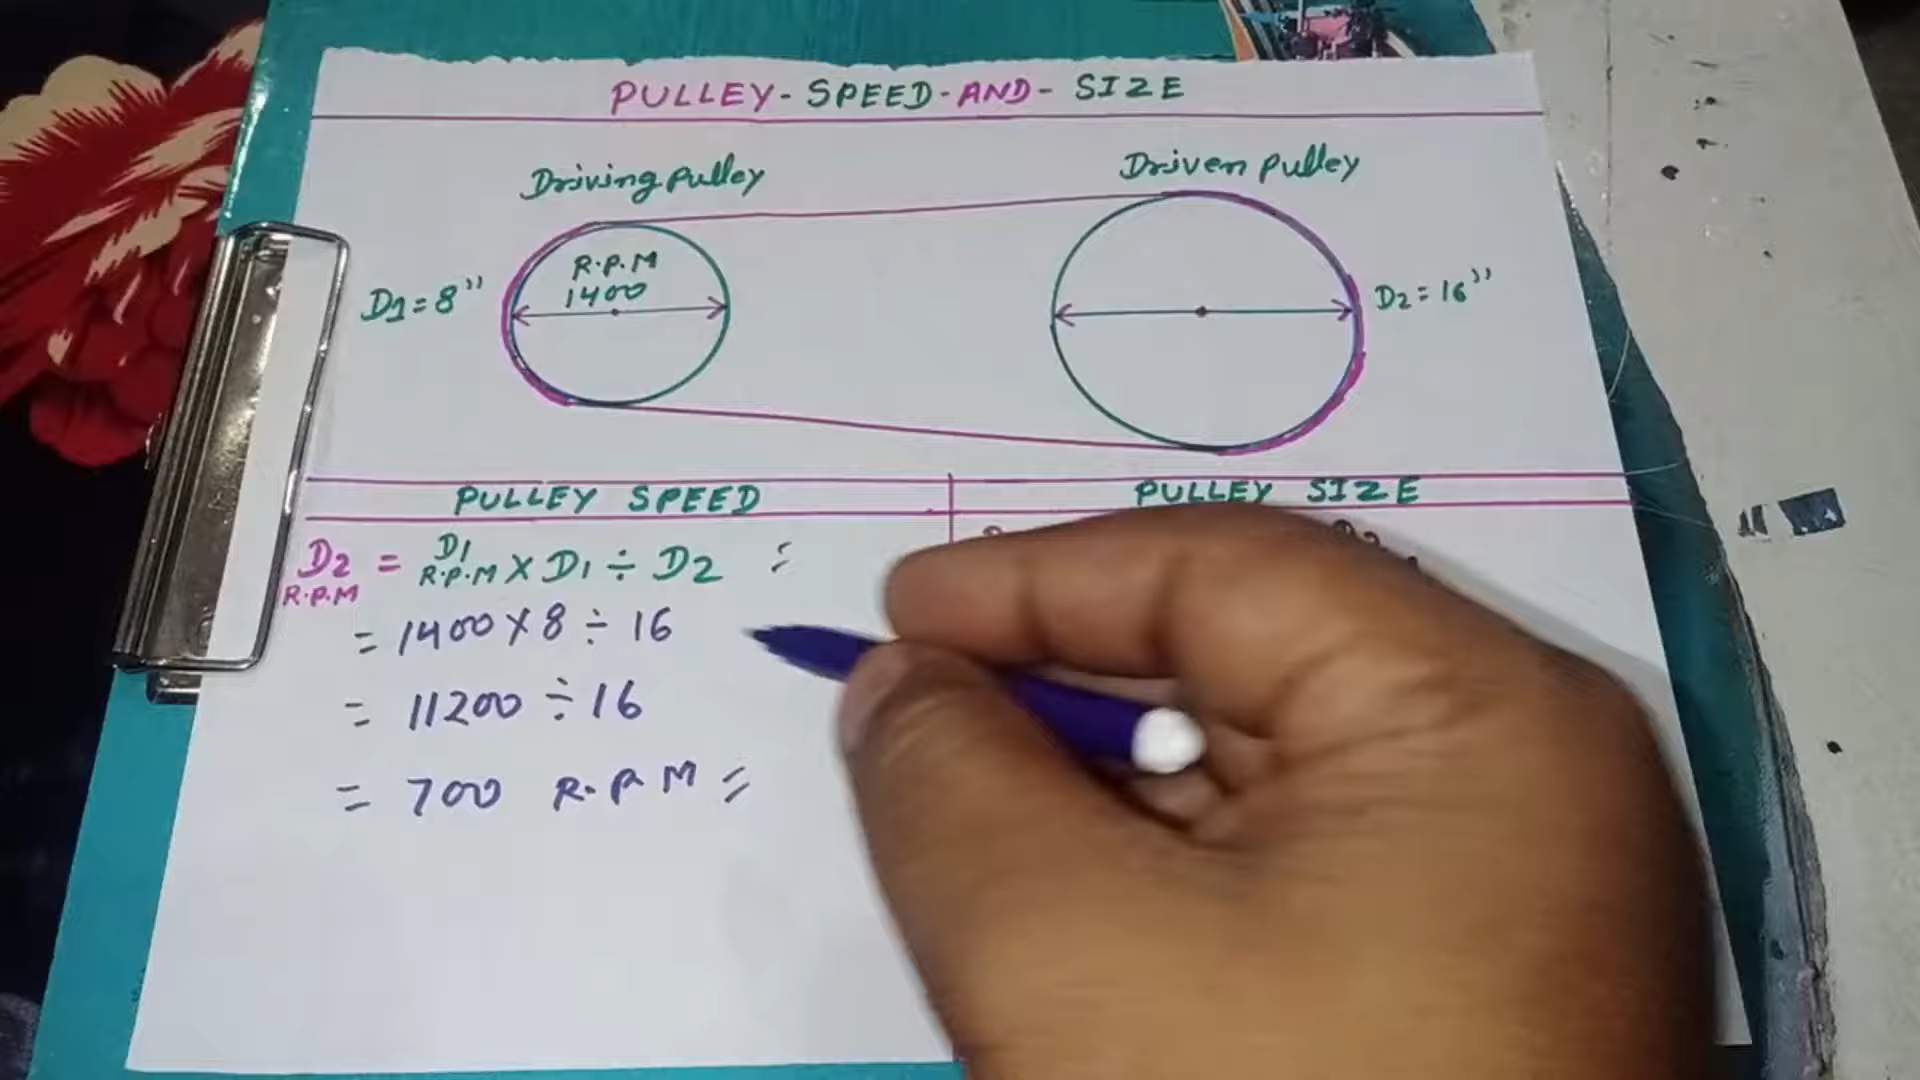 PULLEY-SPEED-AND-SIZE
Driving Pulley
Driven Pulley
R.P.M
1400
D1=8"
D2=16"
PULLEY SPEED
PULLEY SIZE
D2 = D1 × D1 ÷ D2 =
R.P.M R.P.M
= 1400 × 8 ÷ 16
= 11200 ÷ 16
= 700 R.P.M =